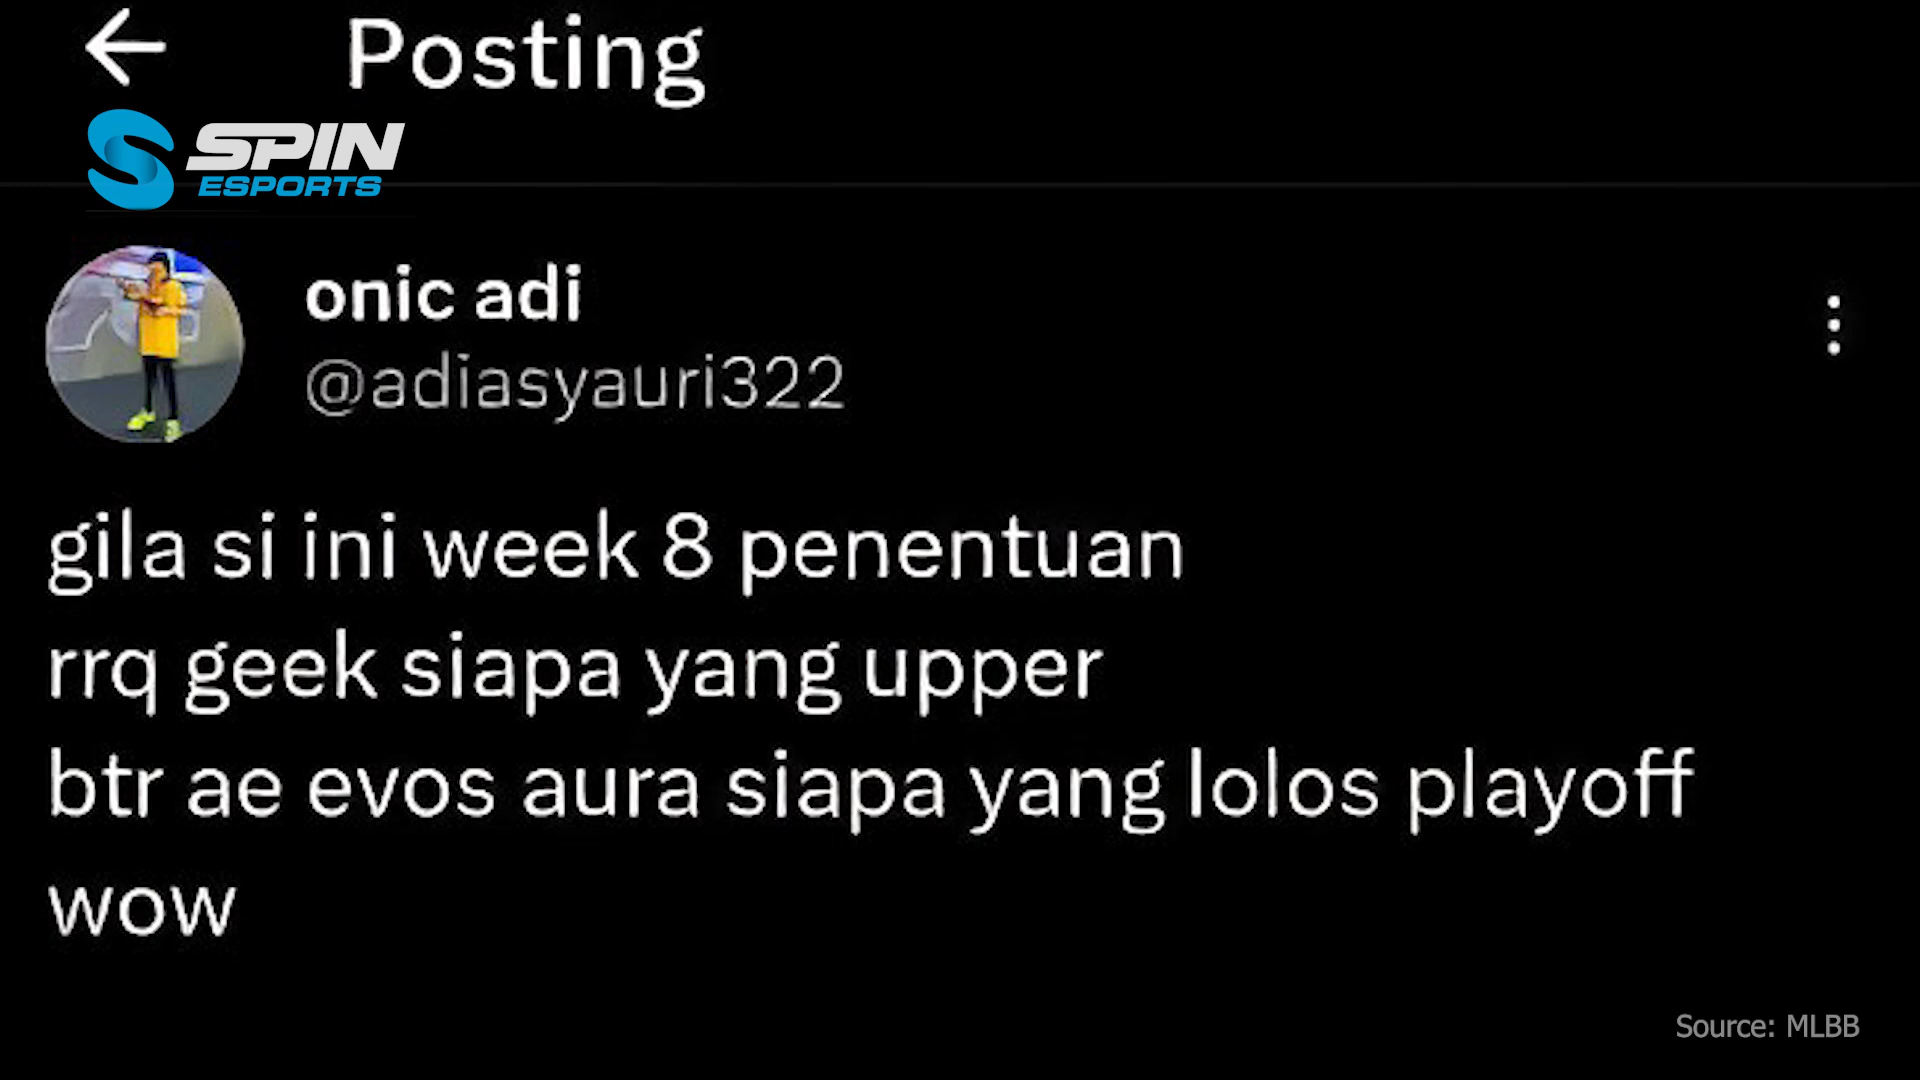 Posting
SPIN
ESPORTS
onic adi
@adiasyauri322
gila si ini week 8 penentuan
rrq geek siapa yang upper
btr ae evos aura siapa yang lolos playoff
wow
Source: MLBB